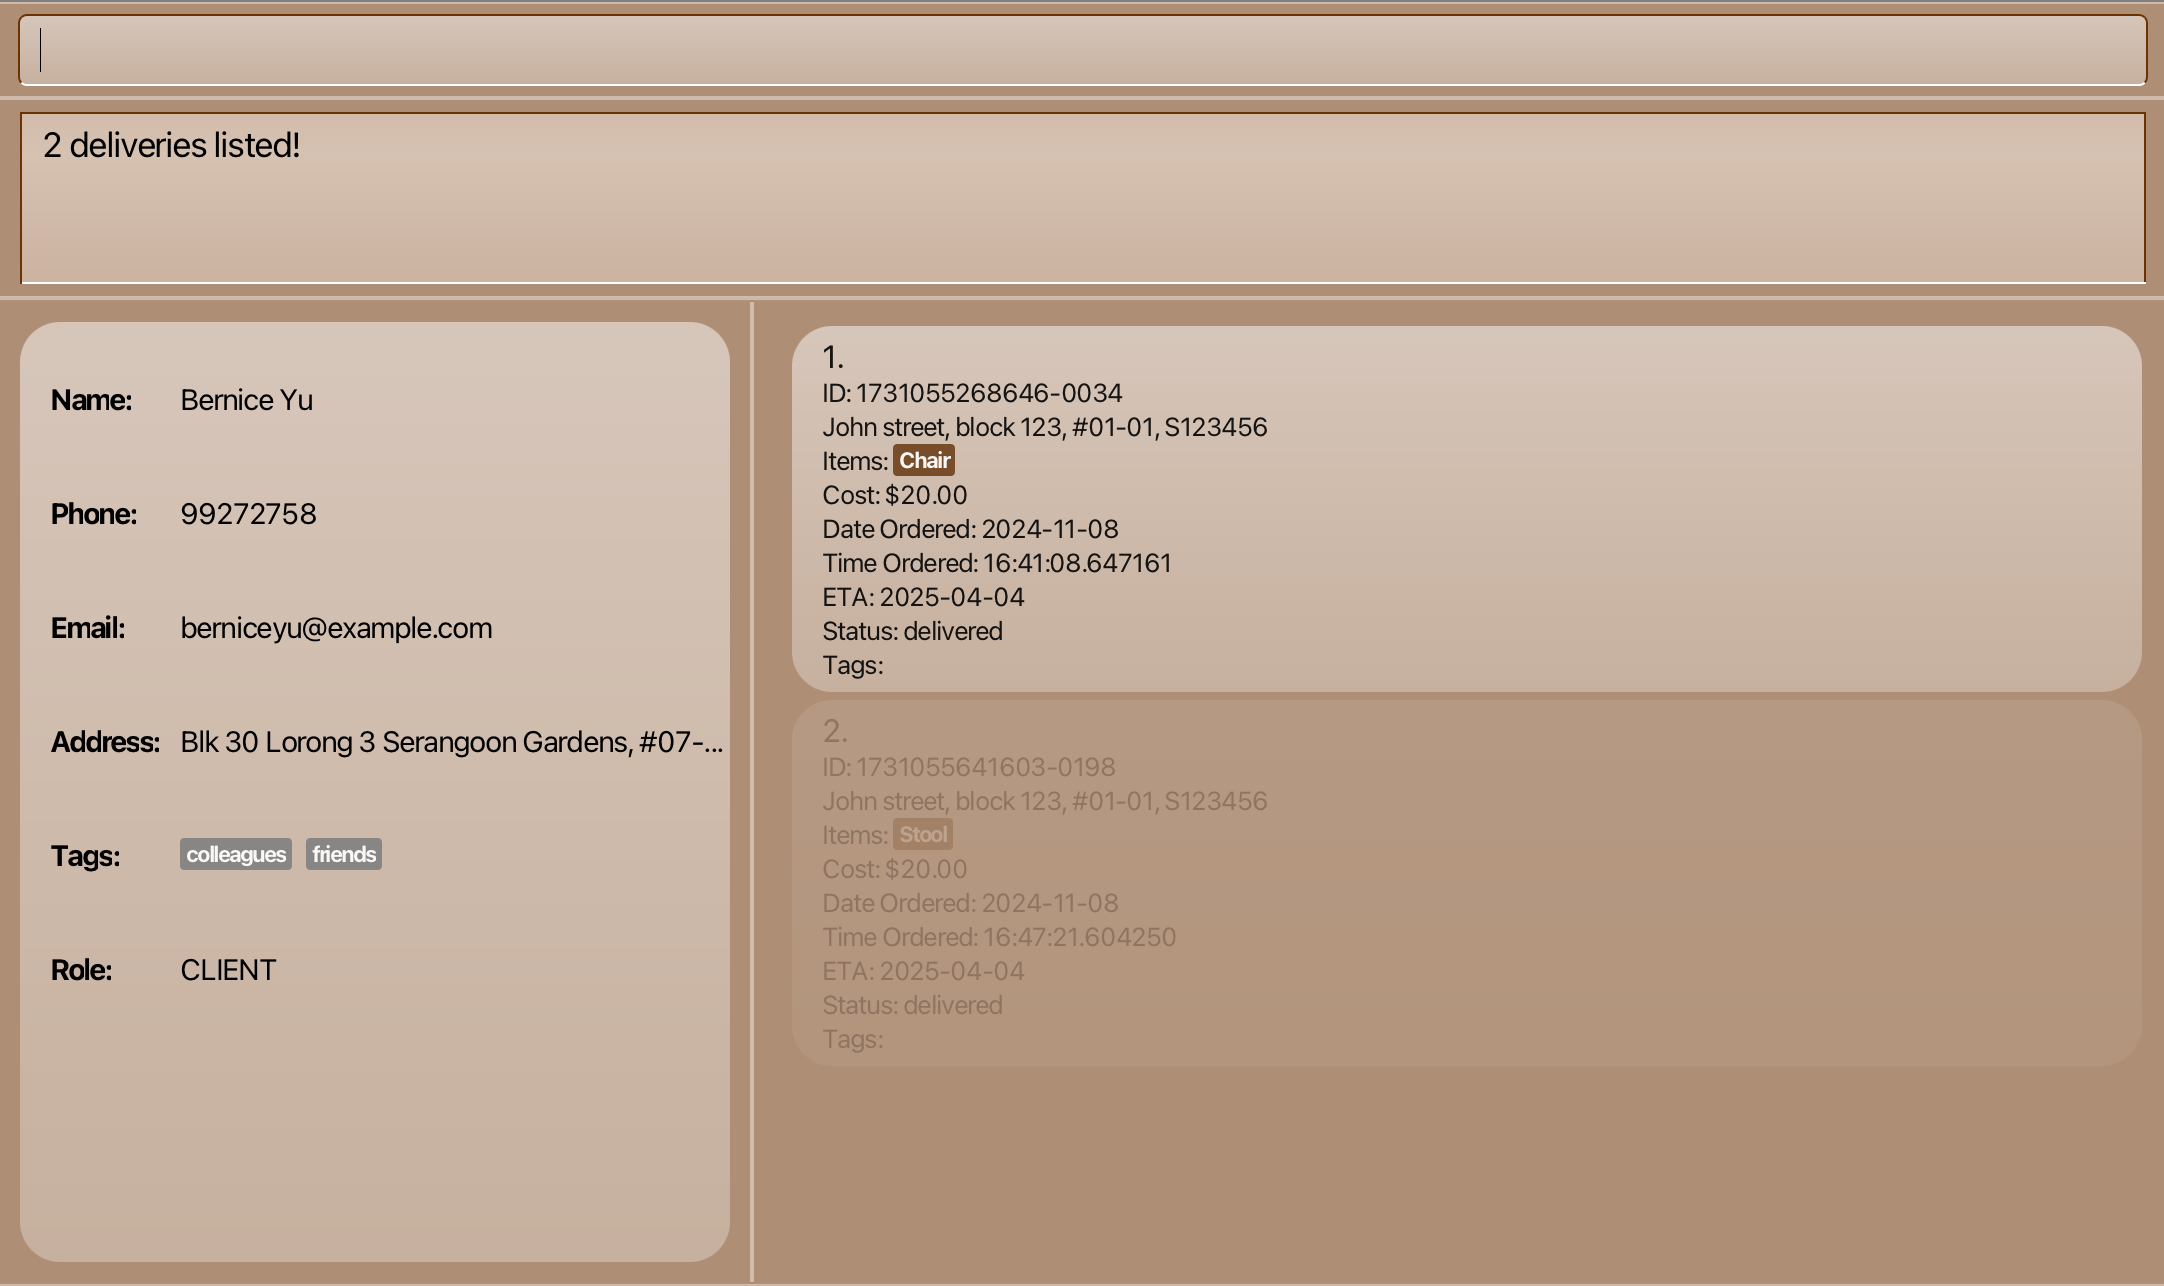 2 deliveries listed!
Name: Bernice Yu
Phone: 99272758
Email: berniceyu@example.com
Address: Blk 30 Lorong 3 Serangoon Gardens, #07-...
Tags: colleagues friends
Role: CLIENT
1.
ID: 1731055268646-0034
John street, block 123, #01-01, S123456
Items: Chair
Cost: $20.00
Date Ordered: 2024-11-08
Time Ordered: 16:41:08.647161
ETA: 2025-04-04
Status: delivered
Tags:
2.
ID: 1731055641603-0198
John street, block 123, #01-01, S123456
Items: Stool
Cost: $20.00
Date Ordered: 2024-11-08
Time Ordered: 16:47:21.604250
ETA: 2025-04-04
Status: delivered
Tags: